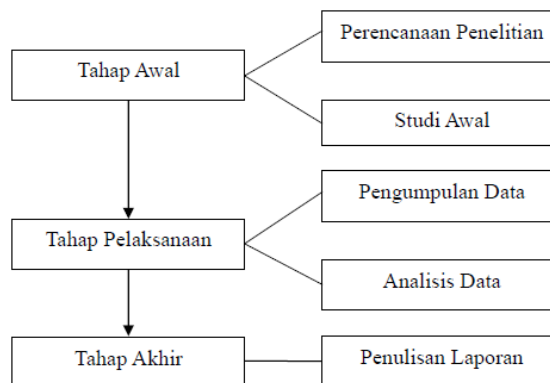 Perencanaan Penelitian
Tahap Awal
Studi Awal
Pengumpulan Data
Tahap Pelaksanaan
Analisis Data
Tahap Akhir
Penulisan Laporan